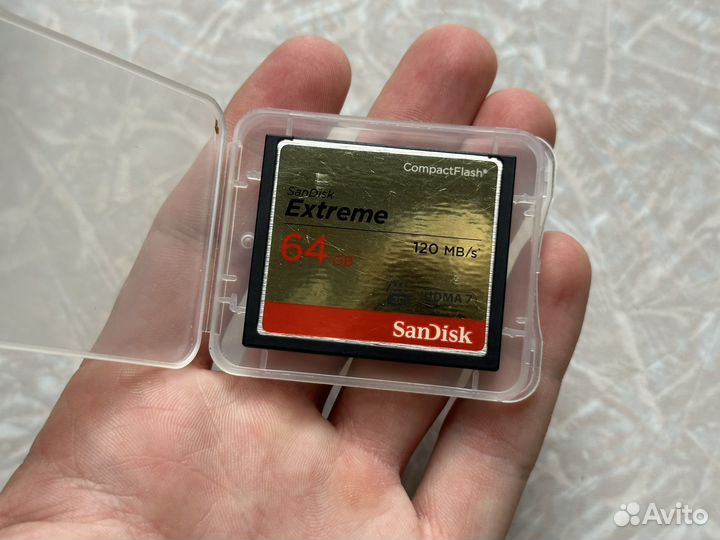 CompactFlash®
SanDisk
Extreme
64 GB
120 MB/s*
UDMA 7
SanDisk
Avito